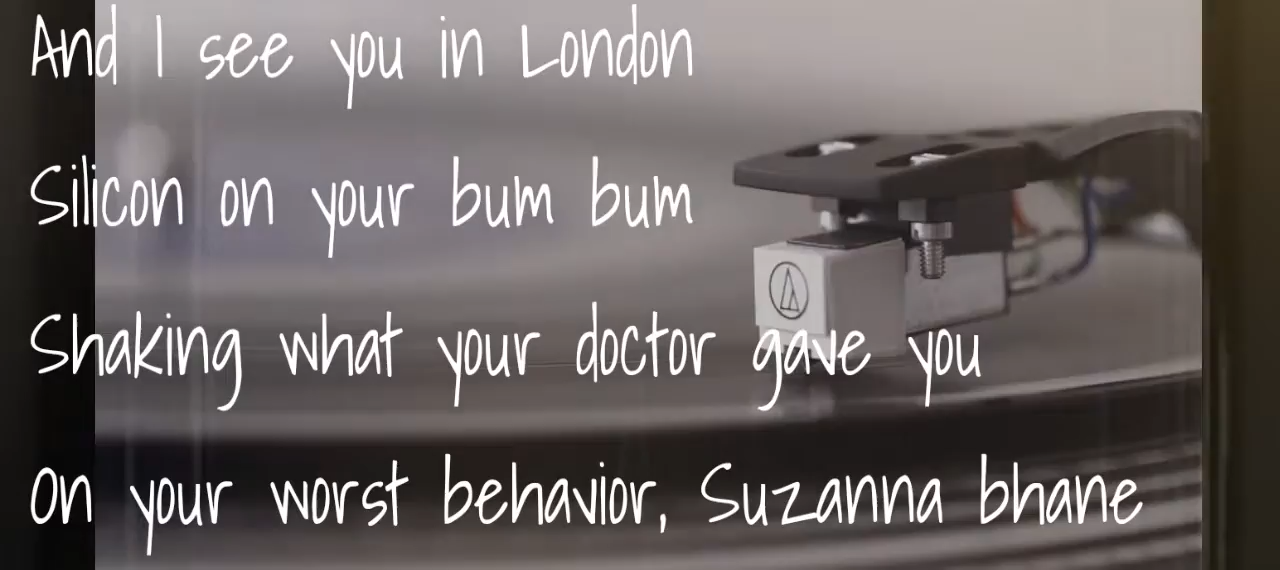 And I see you in London
Silicon on your bum bum
Shaking what your doctor gave you
On your worst behavior, Suzanna bhane